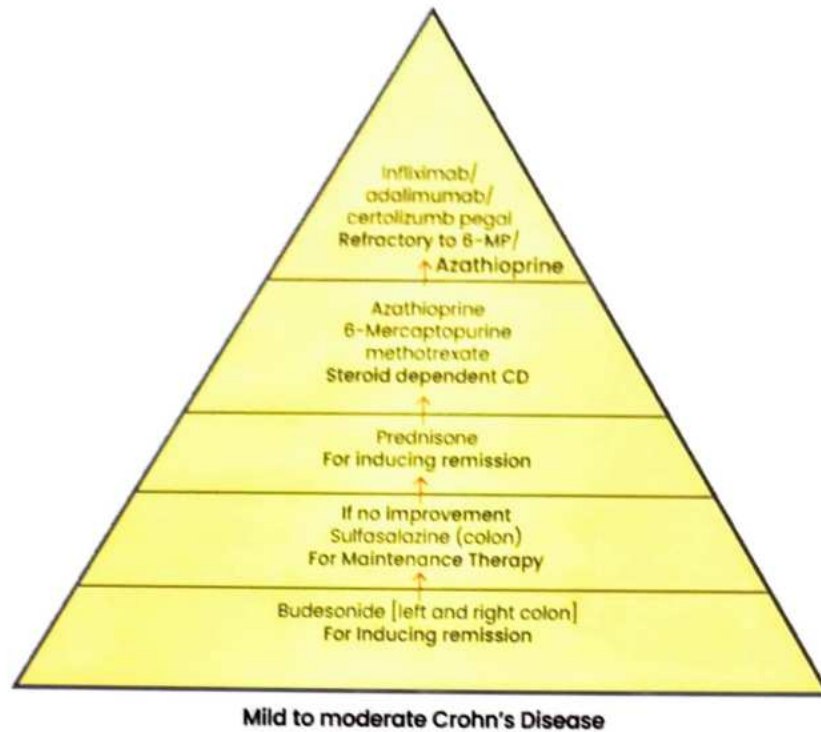 Infliximab/
adalimumab/
certolizumb pegal
Refractory to 6-MP/
↑ Azathioprine
Azathioprine
6-Mercaptopurine
methotrexate
Steroid dependent CD
↑
Prednisone
For inducing remission
↑
If no improvement
Sulfasalazine (colon)
For Maintenance Therapy
↑
Budesonide [left and right colon]
For Inducing remission
Mild to moderate Crohn's Disease